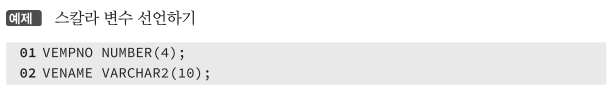 예제 스칼라 변수 선언하기
01 VEMPNO NUMBER(4);
02 VENAME VARCHAR2(10);